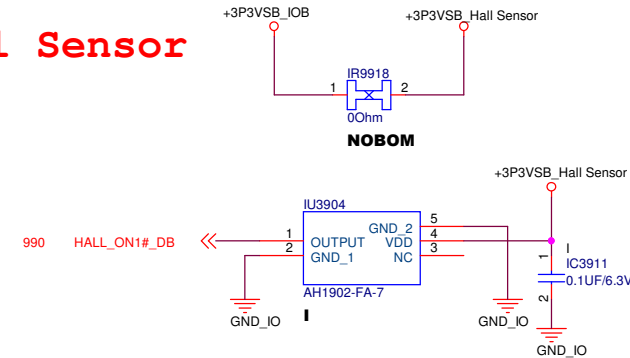 +3P3VSB_IOB
+3P3VSB_Hall Sensor
l Sensor
IR9918
1
2
0Ohm
NOBOM
+3P3VSB_Hall Sensor
IU3904
990 HALL_ON1#_DB
1 OUTPUT
2 GND_1
GND_2 5
VDD 4
NC 3
AH1902-FA-7
I
I
1
IC3911
0.1UF/6.3V
2
GND_IO
GND_IO
GND_IO